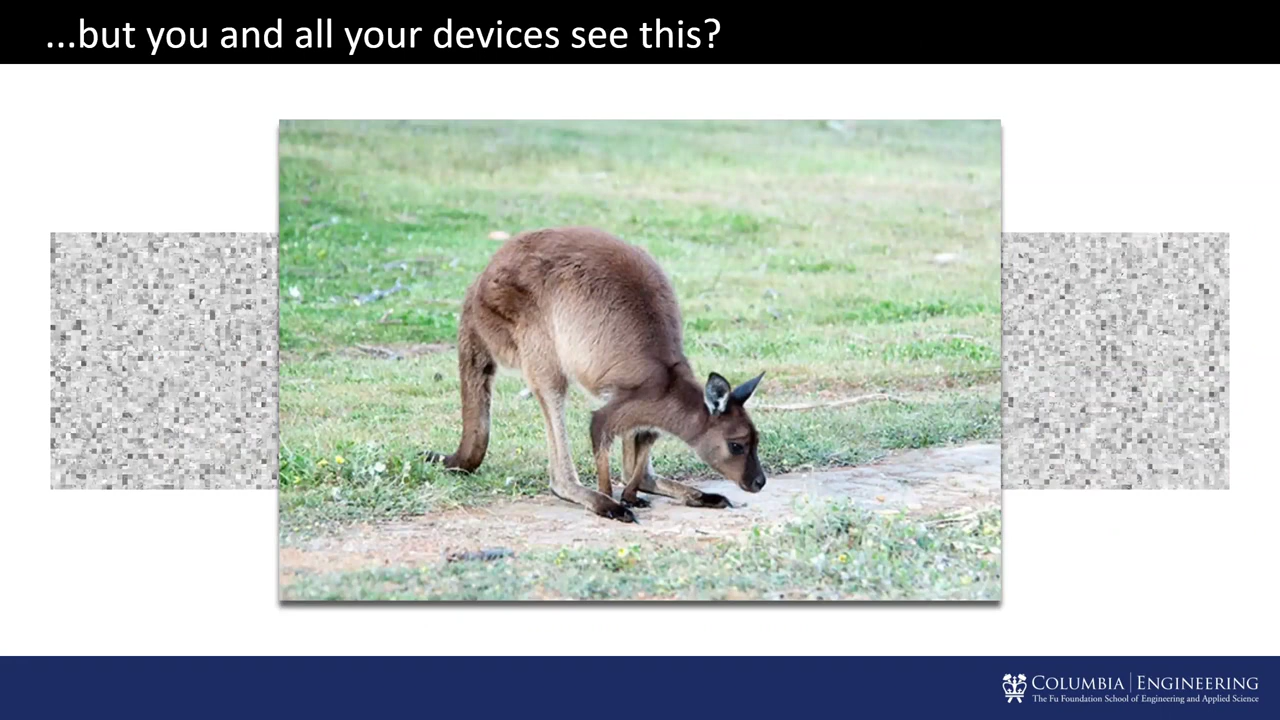 ...but you and all your devices see this?
COLUMBIA | ENGINEERING
The Fu Foundation School of Engineering and Applied Science